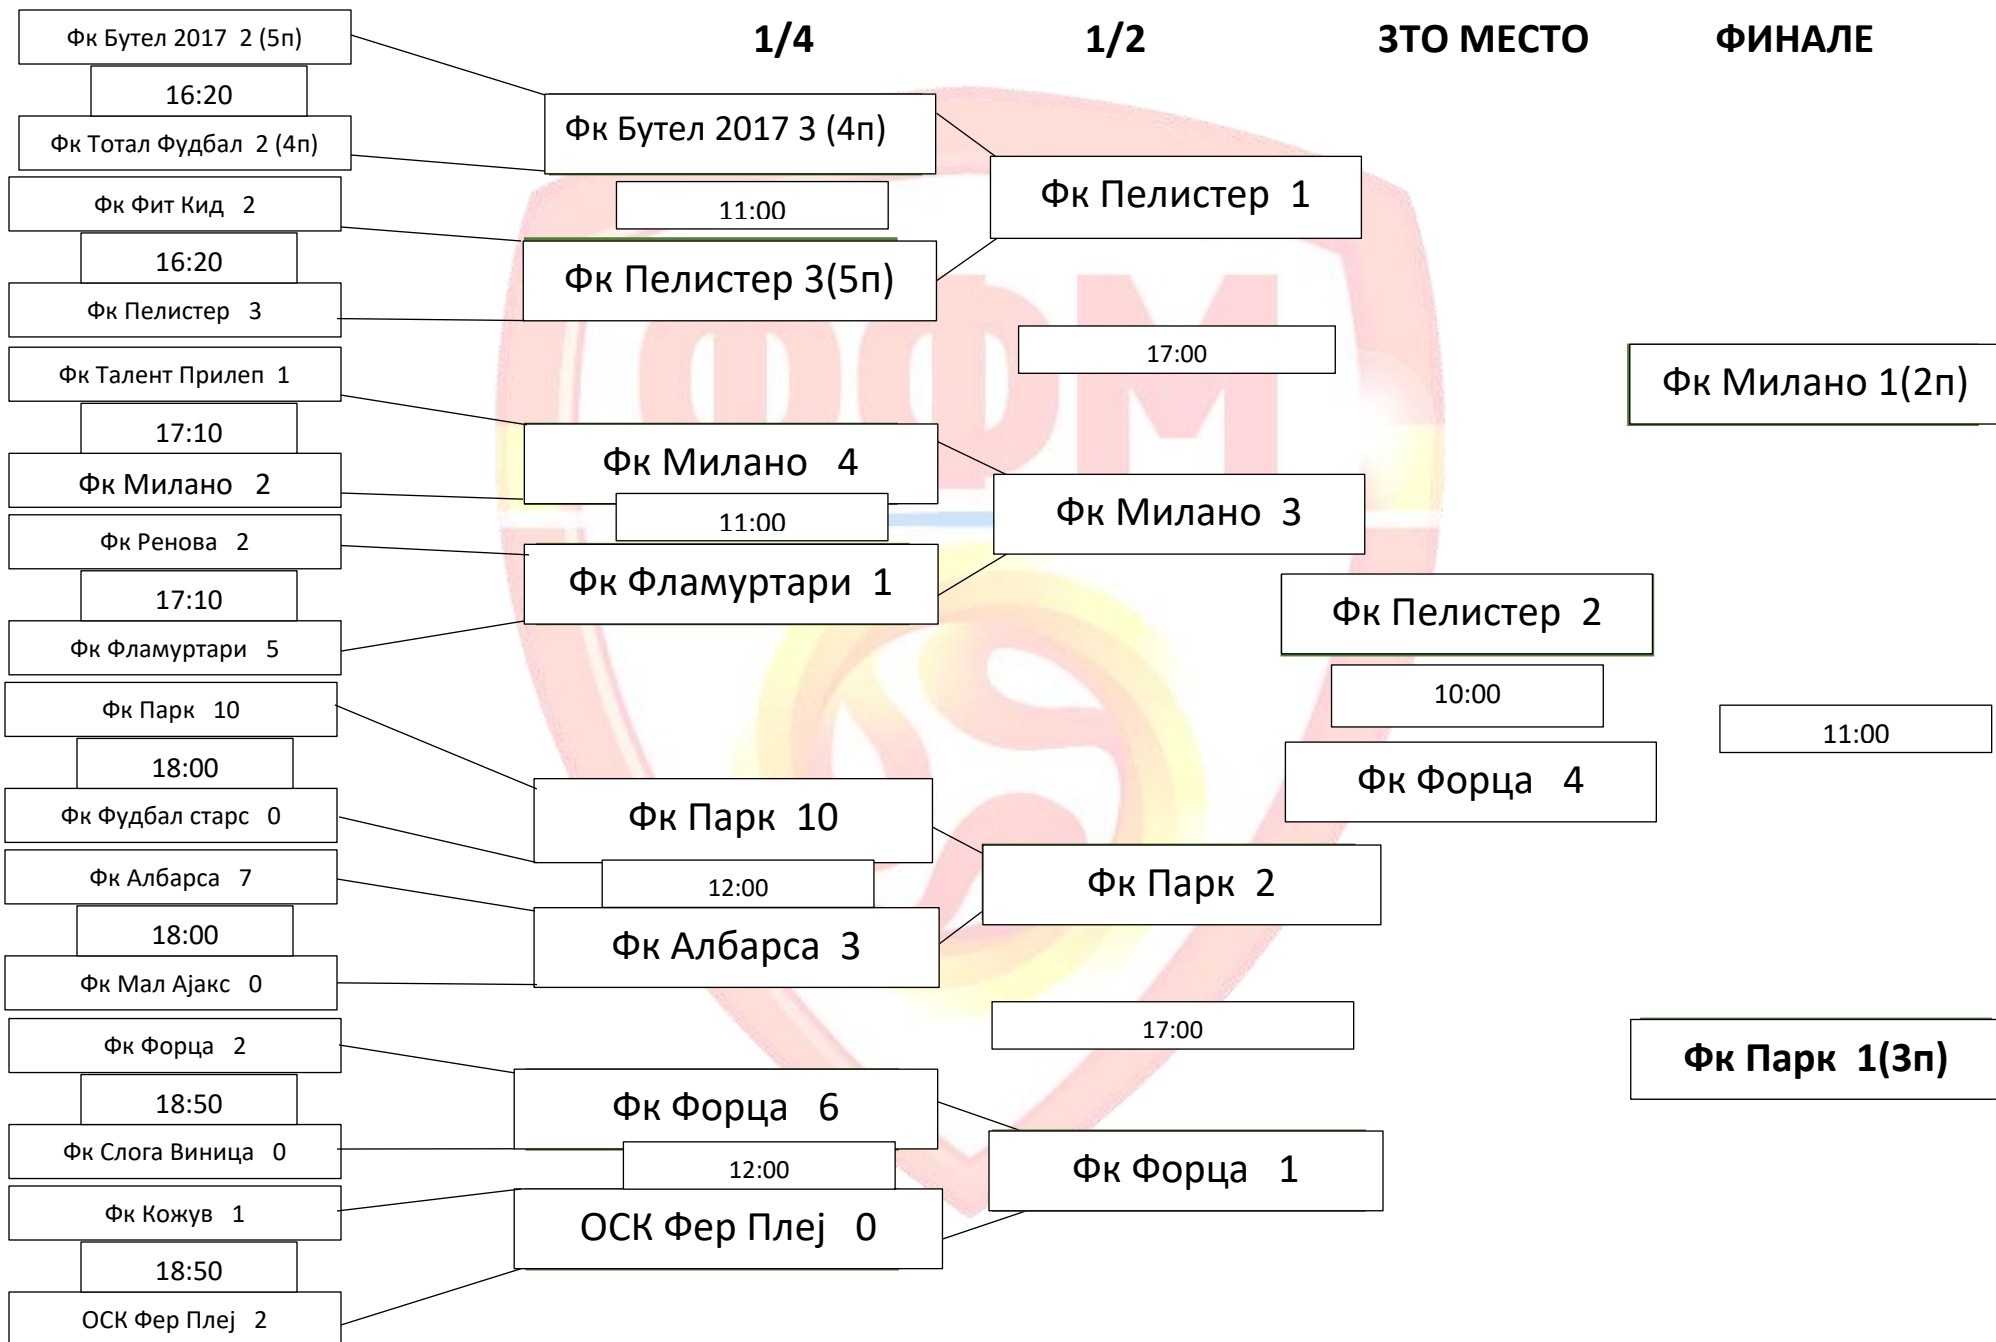 1/4
1/2
3ТО МЕСТО
ФИНАЛЕ
Фк Бутел 2017 2 (5п)
16:20
Фк Тотал Фудбал 2 (4п)
Фк Фит Кид 2
16:20
Фк Пелистер 3
Фк Талент Прилеп 1
17:10
Фк Милано 2
Фк Ренова 2
17:10
Фк Фламуртари 5
Фк Парк 10
18:00
Фк Фудбал старс 0
Фк Албарса 7
18:00
Фк Мал Ајакс 0
Фк Форца 2
18:50
Фк Слога Виница 0
Фк Кожув 1
18:50
ОСК Фер Плеј 2
Фк Бутел 2017 3 (4п)
11:00
Фк Пелистер 3(5п)
Фк Милано 4
11:00
Фк Фламуртари 1
Фк Парк 10
12:00
Фк Албарса 3
Фк Форца 6
12:00
ОСК Фер Плеј 0
Фк Пелистер 1
17:00
Фк Милано 3
Фк Парк 2
17:00
Фк Форца 1
Фк Пелистер 2
10:00
Фк Форца 4
Фк Милано 1(2п)
11:00
Фк Парк 1(3п)
ФФМ